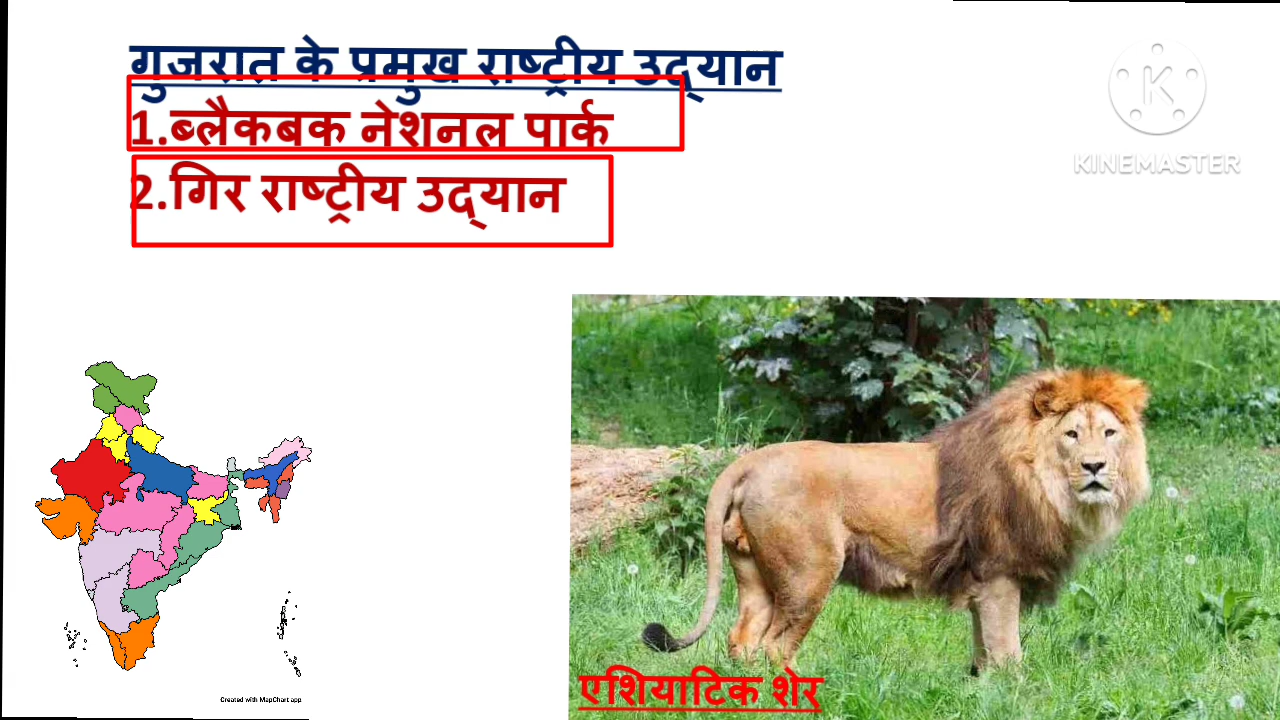 गुजरात के प्रमुख राष्ट्रीय उद्यान
1.ब्लैकबक नेशनल पार्क
2.गिर राष्ट्रीय उद्यान
KINEMASTER
एशियाटिक शेर
Created with MapChart app